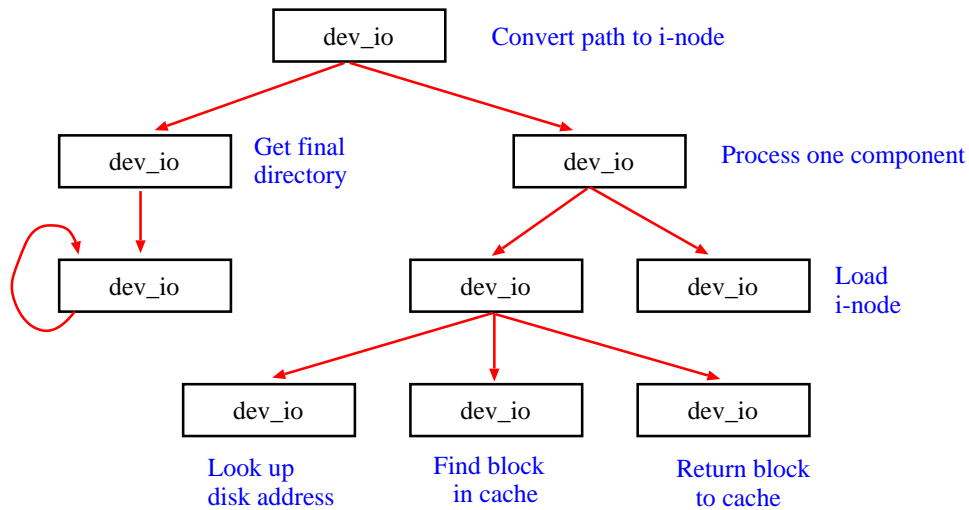 dev_io
Convert path to i-node
dev_io
Get final
directory
dev_io
Process one component
dev_io
dev_io
dev_io
Load
i-node
dev_io
dev_io
dev_io
Look up
disk address
Find block
in cache
Return block
to cache